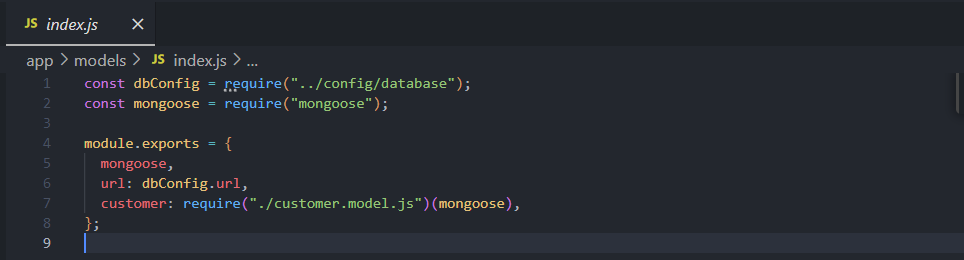 JS index.js ×
app > models > JS index.js > ...
1 const dbConfig = require("../config/database");
2 const mongoose = require("mongoose");
3
4 module.exports = {
5   mongoose,
6   url: dbConfig.url,
7   customer: require("./customer.model.js")(mongoose),
8 };
9